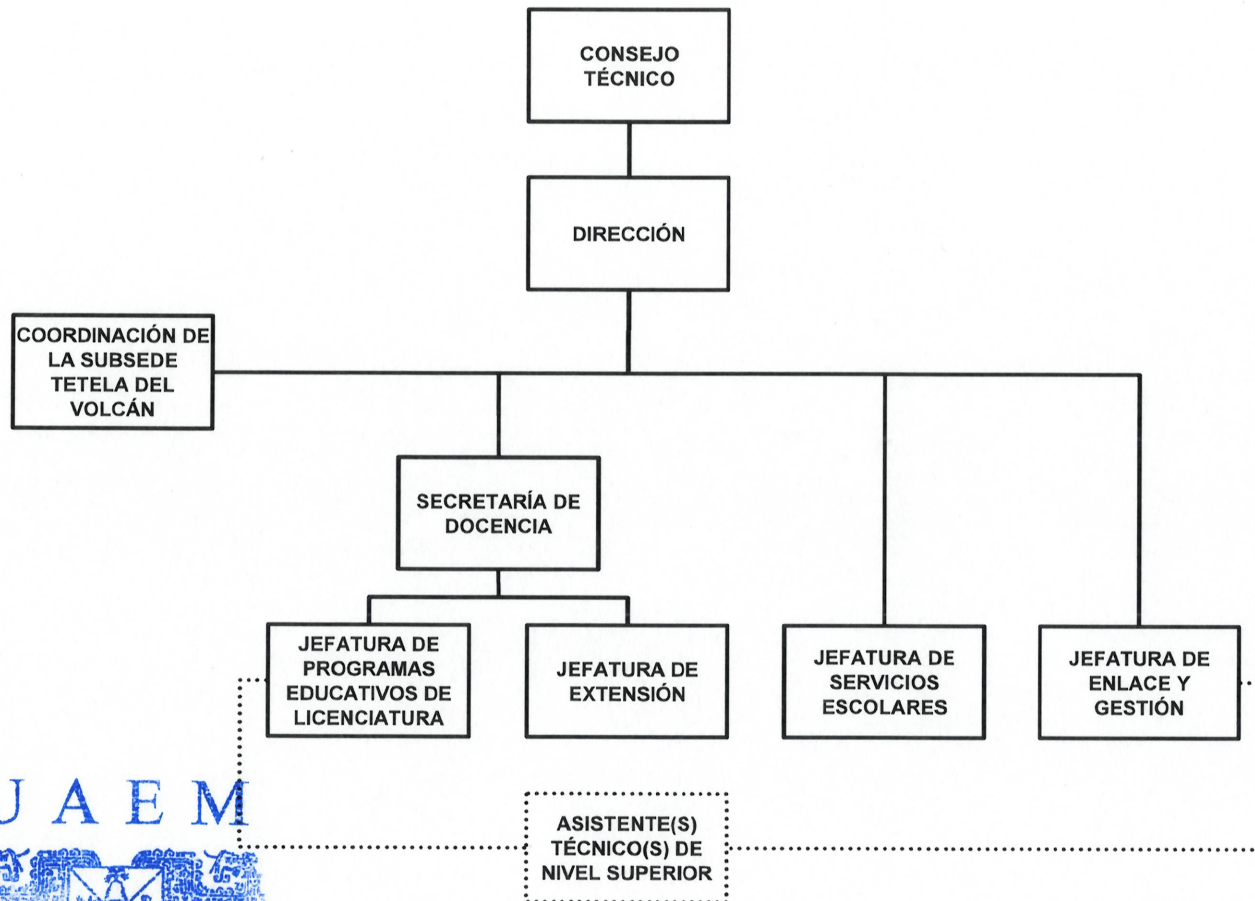 CONSEJO
TÉCNICO
DIRECCIÓN
COORDINACIÓN DE
LA SUBSEDE
TETELA DEL
VOLCÁN
SECRETARÍA DE
DOCENCIA
JEFATURA DE
PROGRAMAS
EDUCATIVOS DE
LICENCIATURA
JEFATURA DE
EXTENSIÓN
JEFATURA DE
SERVICIOS
ESCOLARES
JEFATURA DE
ENLACE Y
GESTIÓN
UAEM
ASISTENTE(S)
TÉCNICO(S) DE
NIVEL SUPERIOR